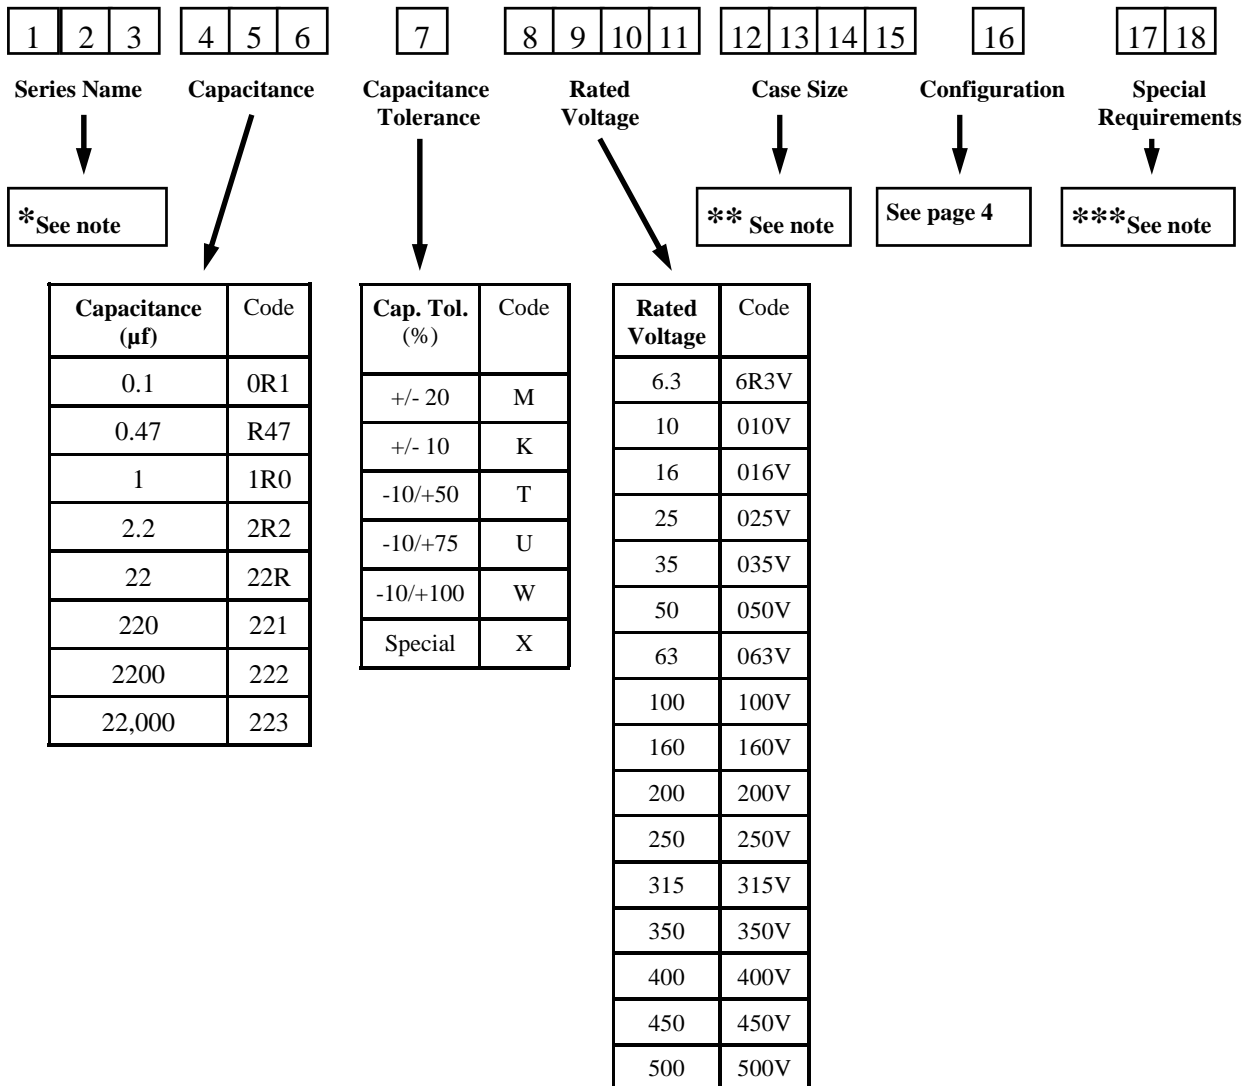 1 2 3 4 5 6 7 8 9 10 11 12 13 14 15 16 17 18
Series Name Capacitance Capacitance Tolerance Rated Voltage Case Size Configuration Special Requirements
*See note ** See note See page 4 ***See note
Capacitance (µf) Code
0.1 0R1
0.47 R47
1 1R0
2.2 2R2
22 22R
220 221
2200 222
22,000 223
Cap. Tol. (%) Code
+/- 20 M
+/- 10 K
-10/+50 T
-10/+75 U
-10/+100 W
Special X
Rated Voltage Code
6.3 6R3V
10 010V
16 016V
25 025V
35 035V
50 050V
63 063V
100 100V
160 160V
200 200V
250 250V
315 315V
350 350V
400 400V
450 450V
500 500V